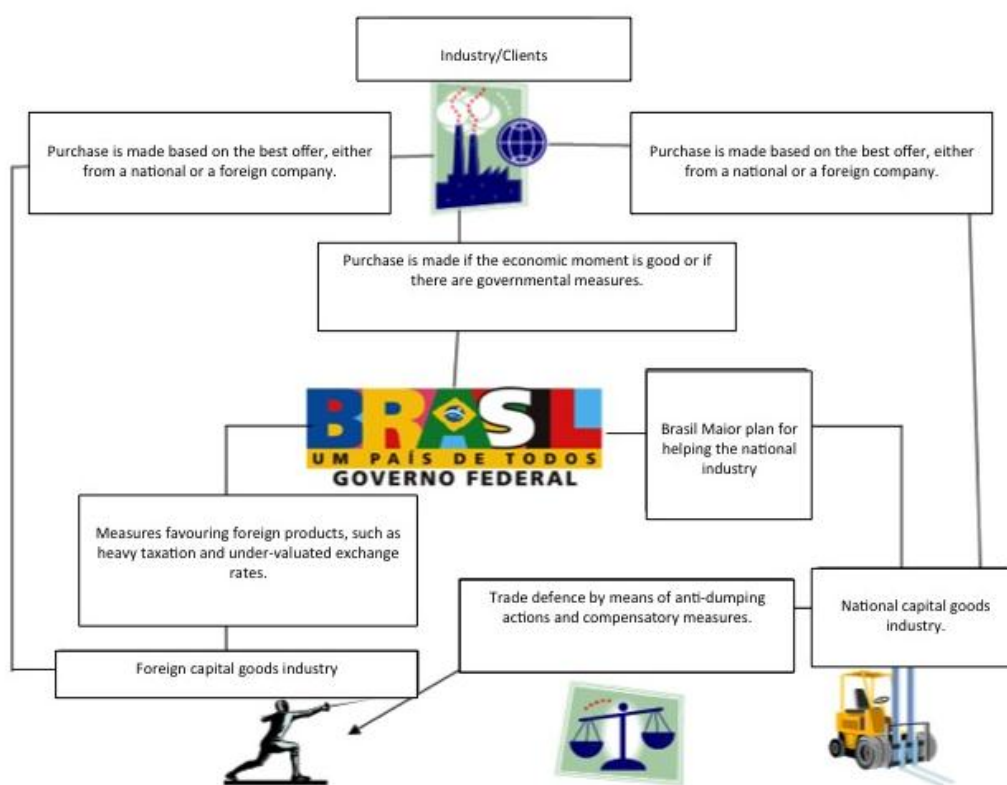 Industry/Clients
Purchase is made based on the best offer, either
from a national or a foreign company.
Purchase is made based on the best offer, either
from a national or a foreign company.
Purchase is made if the economic moment is good or if
there are governmental measures.
BRASIL
UM PAÍS DE TODOS
GOVERNO FEDERAL
Brasil Maior plan for
helping the national
industry
Measures favouring foreign products, such as
heavy taxation and under-valuated exchange
rates.
Trade defence by means of anti-dumping
actions and compensatory measures.
National capital goods
industry.
Foreign capital goods industry